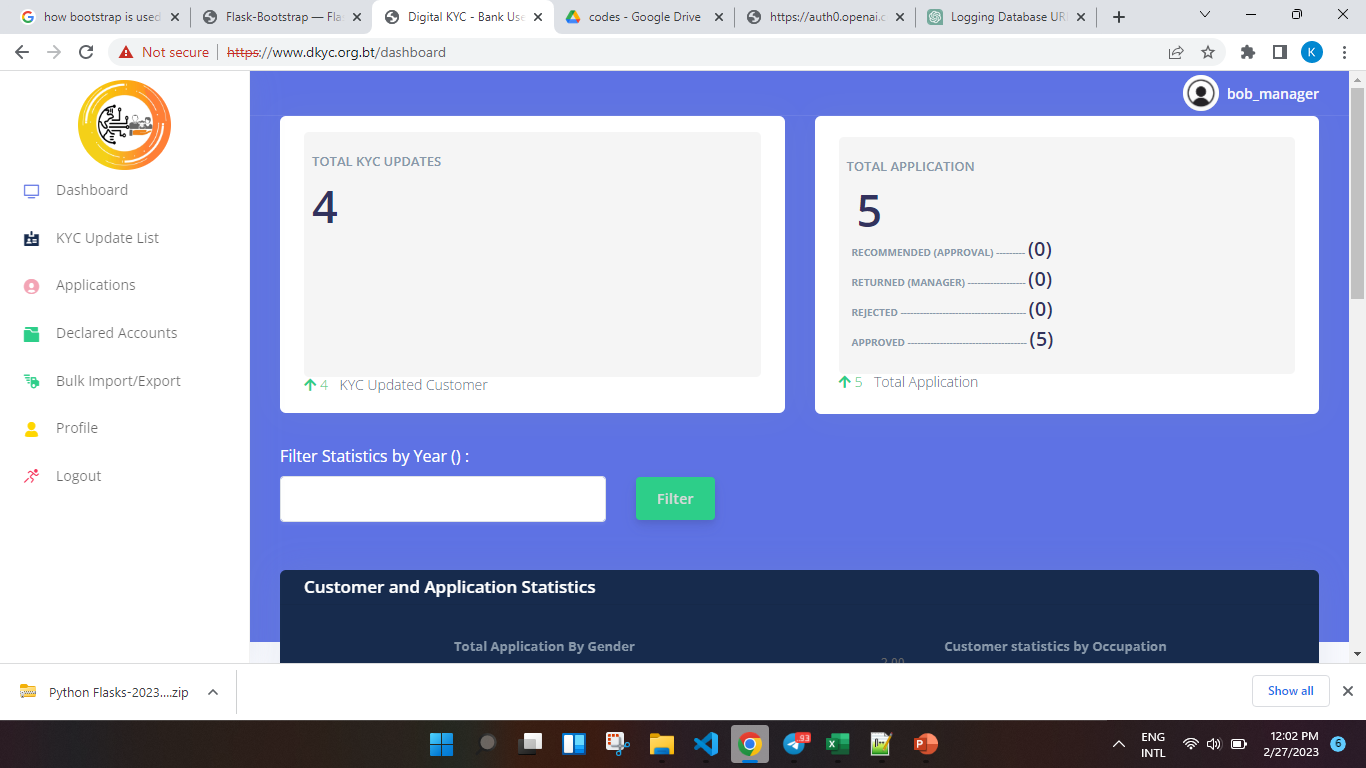 how bootstrap is used
Flask-Bootstrap — Flas
Digital KYC - Bank Use
codes - Google Drive
https://auth0.openai.c
Logging Database URI
Not secure
https://www.dkyc.org.bt/dashboard
K
bob_manager
Dashboard
KYC Update List
Applications
Declared Accounts
Bulk Import/Export
Profile
Logout
TOTAL KYC UPDATES
4
4 KYC Updated Customer
TOTAL APPLICATION
5
RECOMMENDED (APPROVAL) --------- (0)
RETURNED (MANAGER) ------------------ (0)
REJECTED --------------------------------------- (0)
APPROVED ------------------------------------- (5)
5 Total Application
Filter Statistics by Year () :
Filter
Customer and Application Statistics
Total Application By Gender
Customer statistics by Occupation
2.00
Python Flasks-2023....zip
Show all
93
ENG
INTL
12:02 PM
2/27/2023
6